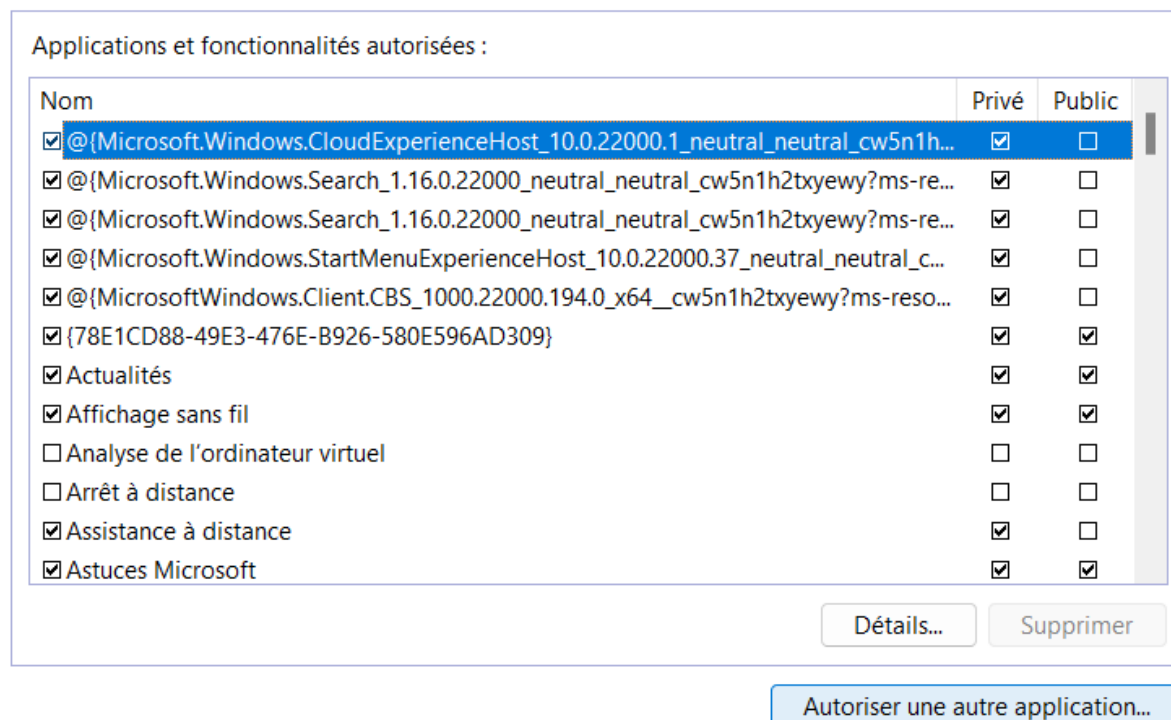 Applications et fonctionnalités autorisées :
Nom Privé Public
@{Microsoft.Windows.CloudExperienceHost_10.0.22000.1_neutral_neutral_cw5n1h...
@{Microsoft.Windows.Search_1.16.0.22000_neutral_neutral_cw5n1h2txyewy?ms-re...
@{Microsoft.Windows.Search_1.16.0.22000_neutral_neutral_cw5n1h2txyewy?ms-re...
@{Microsoft.Windows.StartMenuExperienceHost_10.0.22000.37_neutral_neutral_c...
@{MicrosoftWindows.Client.CBS_1000.22000.194.0_x64__cw5n1h2txyewy?ms-reso...
{78E1CD88-49E3-476E-B926-580E596AD309}
Actualités
Affichage sans fil
Analyse de l’ordinateur virtuel
Arrêt à distance
Assistance à distance
Astuces Microsoft
Détails... Supprimer
Autoriser une autre application...